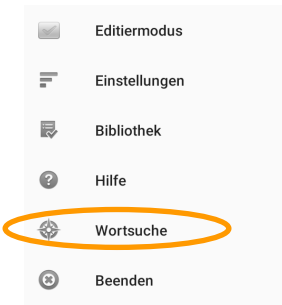 Editiermodus
Einstellungen
Bibliothek
Hilfe
Wortsuche
Beenden